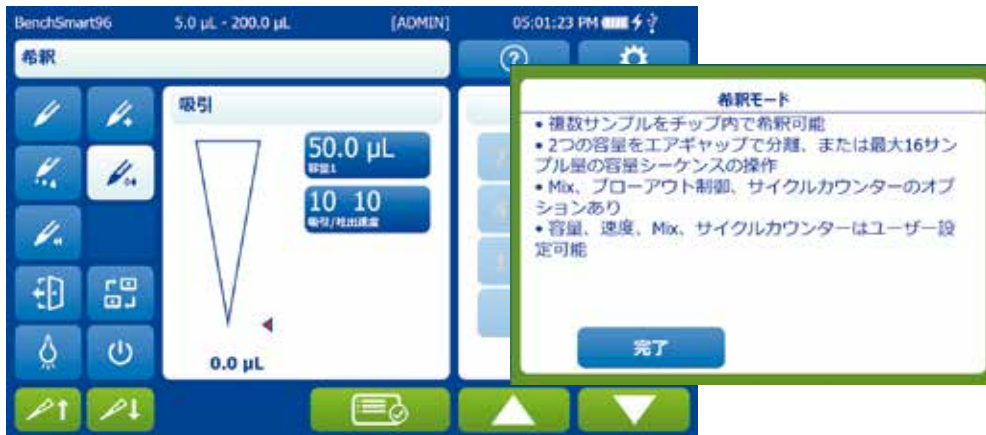 BenchSmart96 5.0 µL - 200.0 µL [ADMIN] 05:01:23 PM
希釈
吸引
50.0 µL
容量1
10 10
吸引/吐出速度
0.0 µL
希釈モード
• 複数サンプルをチップ内で希釈可能
• 2つの容量をエアギャップで分離、または最大16サン
プル量の容量シーケンスの操作
• Mix、ブローアウト制御、サイクルカウンターのオプ
ションあり
• 容量、速度、Mix、サイクルカウンターはユーザー設
定可能
完了